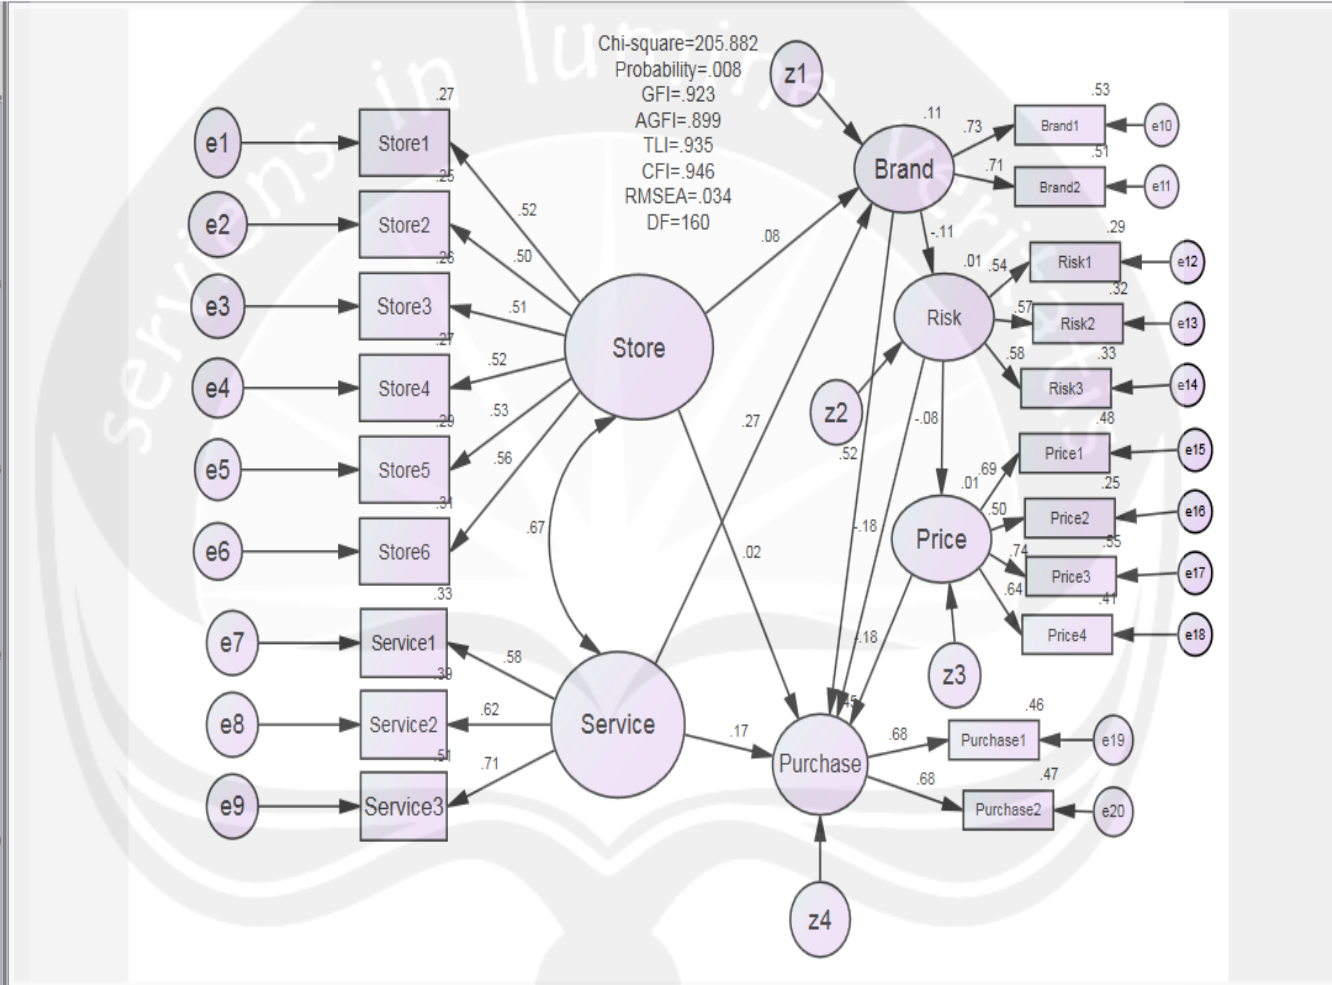 serviens in lumine veritatis
Chi-square=205.882
Probability=.008
GFI=.923
AGFI=.899
TLI=.935
CFI=.946
RMSEA=.034
DF=160
z1
.27
e1
Store1
.25
e2
Store2
.26
e3
Store3
.27
e4
Store4
.29
e5
Store5
.31
e6
Store6
.33
e7
Service1
.39
e8
Service2
.51
e9
Service3
.52
.50
.51
.52
.53
.56
Store
.67
.58
.62
.71
Service
.08
.27
.02
.17
.11
Brand
.73
.71
.53
Brand1
e10
.51
Brand2
e11
-.11
.52
.01
Risk
z2
.54
.57
.58
.29
Risk1
e12
.32
Risk2
e13
.33
Risk3
e14
-.08
-.18
.01
Price
z3
.69
.50
.74
.64
.48
Price1
e15
.25
Price2
e16
.55
Price3
e17
.41
Price4
e18
-.18
.45
Purchase
z4
.68
.68
.46
Purchase1
e19
.47
Purchase2
e20